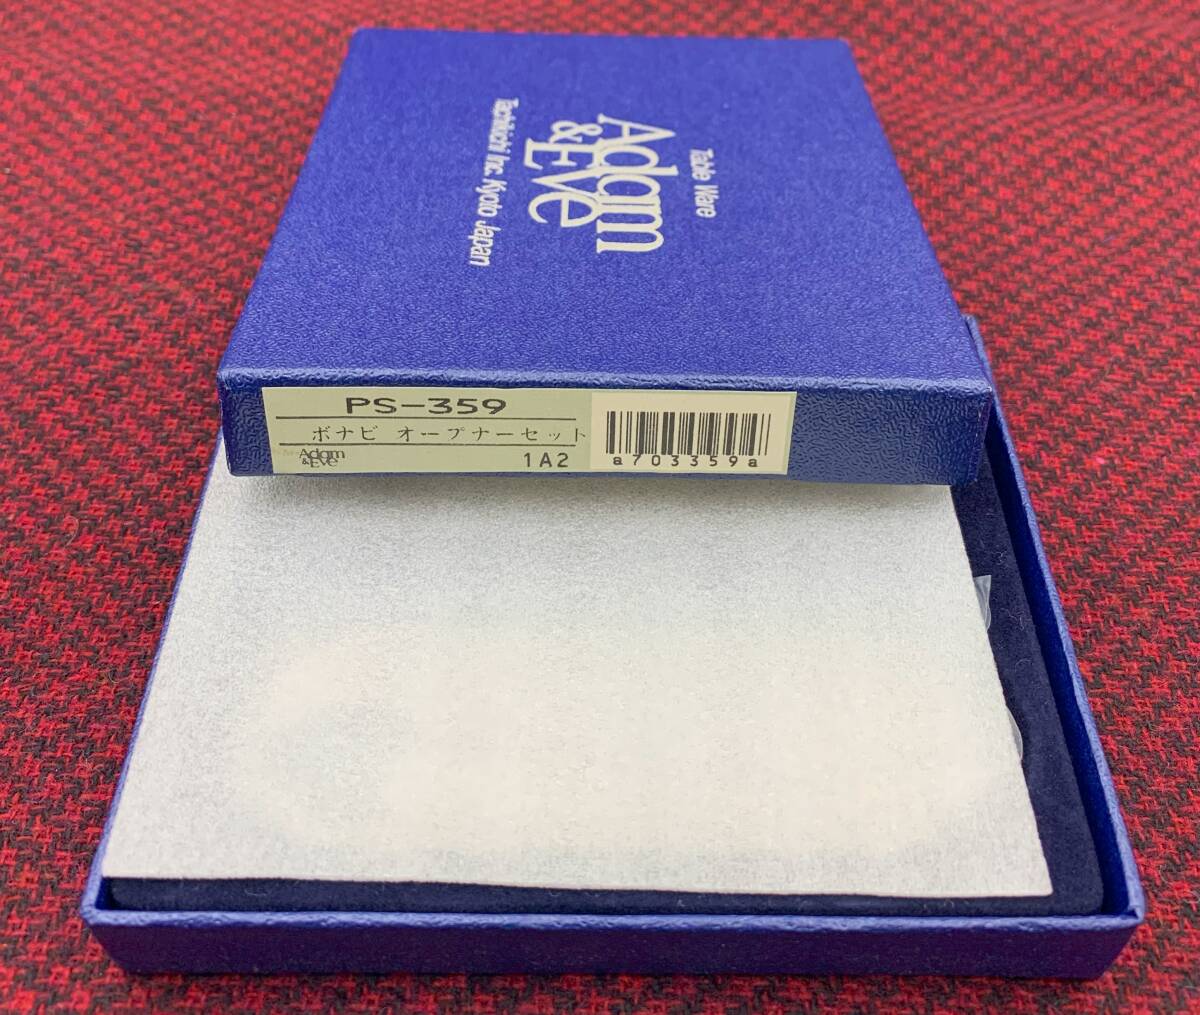 Table Ware
Adam
& Eve
Tachikichi Inc. Kyoto Japan
PS-359
ボナビ オープナーセット
Adam
& Eve
1A2
a703359a